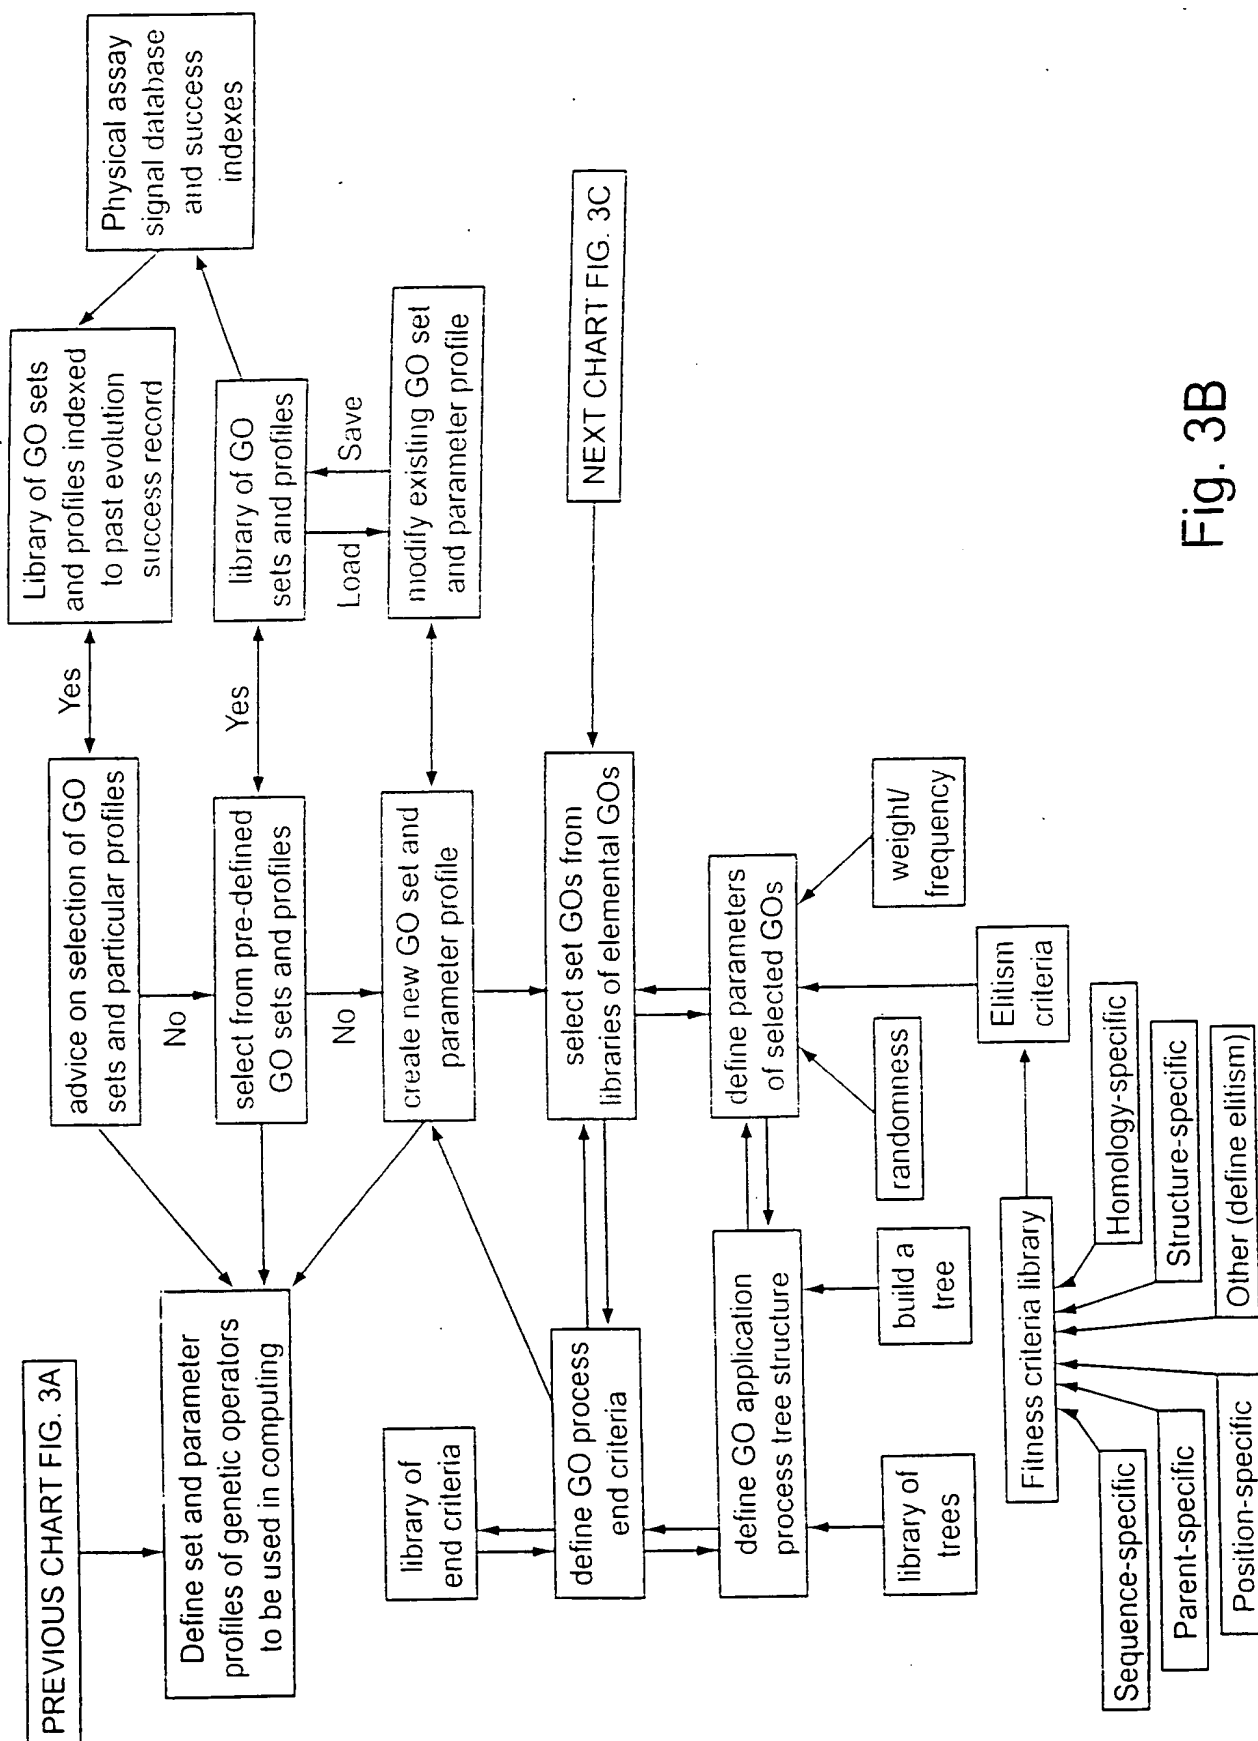 PREVIOUS CHART FIG. 3A
Define set and parameter
profiles of genetic operators
to be used in computing
advice on selection of GO
sets and particular profiles
Yes
Library of GO sets
and profiles indexed
to past evolution
success record
Physical assay
signal database
and success
indexes
No
select from pre-defined
GO sets and profiles
Yes
library of GO
sets and profiles
No
Load
Save
create new GO set and
parameter profile
modify existing GO set
and parameter profile
library of
end criteria
define GO process
end criteria
select set GOs from
libraries of elemental GOs
NEXT CHART FIG. 3C
define GO application
process tree structure
define parameters
of selected GOs
library of
trees
build a
tree
randomness
weight/
frequency
Fitness criteria library
Elitism
criteria
Sequence-specific
Homology-specific
Parent-specific
Structure-specific
Position-specific
Other (define elitism)
Fig. 3B